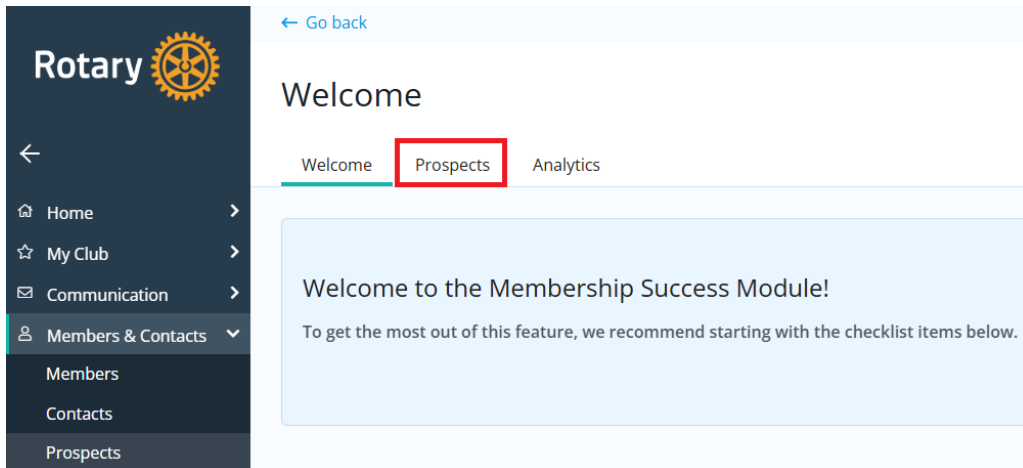 ← Go back
Rotary
Welcome
Welcome Prospects Analytics
Home
My Club
Communication
Members & Contacts
Members
Contacts
Prospects
Welcome to the Membership Success Module!
To get the most out of this feature, we recommend starting with the checklist items below.